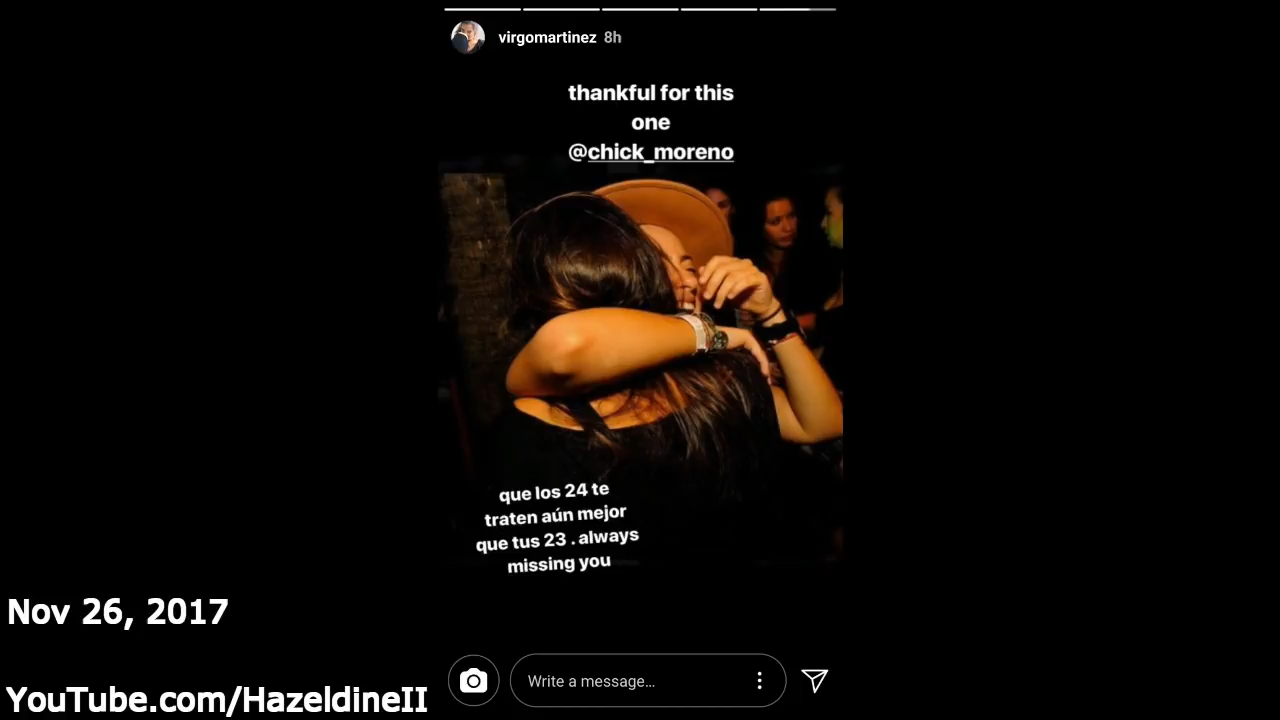 virgomartinez 8h
thankful for this
one
@chick_moreno
que los 24 te
traten aún mejor
que tus 23 . always
missing you
Nov 26, 2017
Write a message...
YouTube.com/HazeldineII